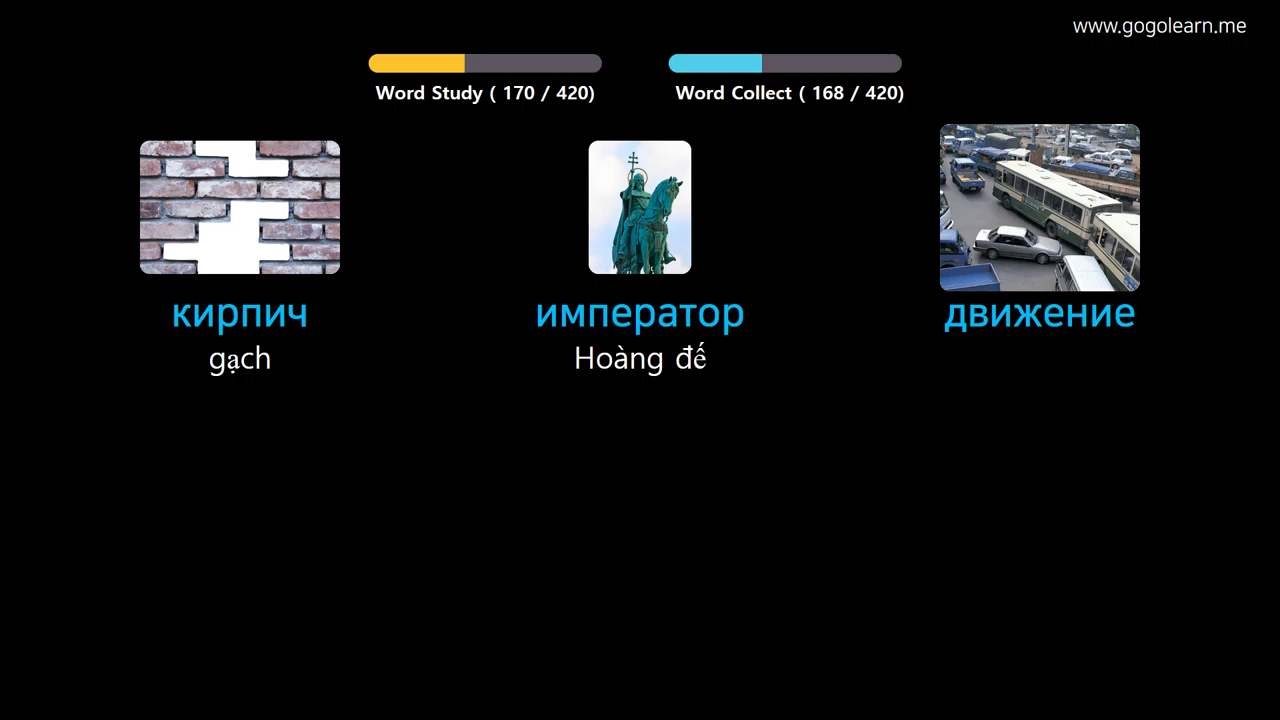 www.gogolearn.me
Word Study ( 170 / 420)
Word Collect ( 168 / 420)
кирпич
gạch
император
Hoàng đế
движение